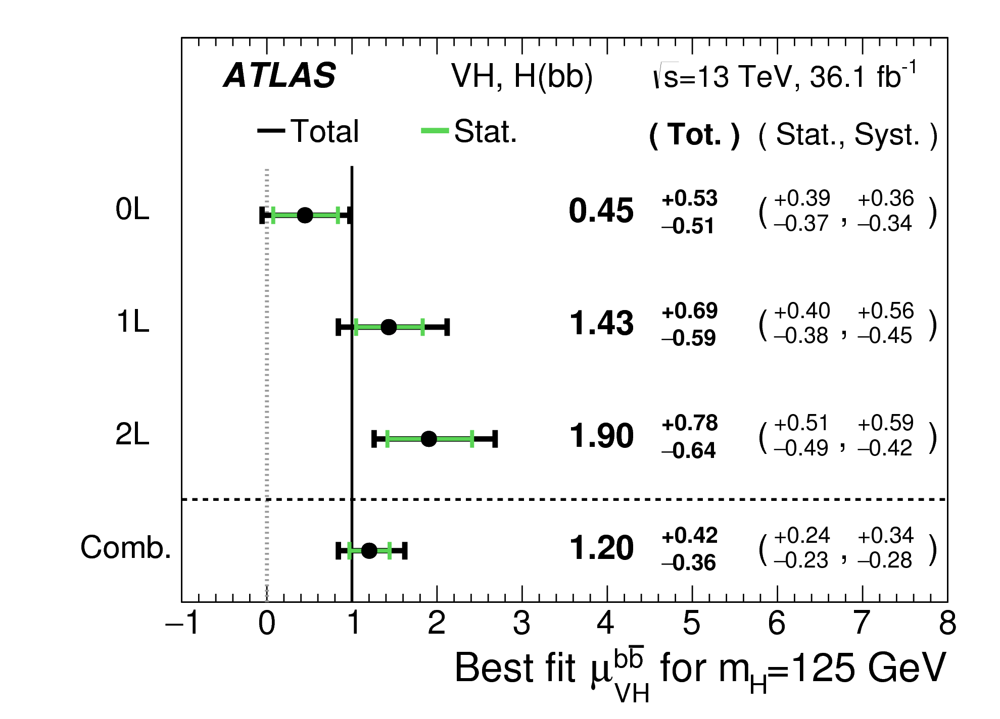 ATLAS VH, H(bb) √s=13 TeV, 36.1 fb⁻¹
Total Stat. ( Tot. ) ( Stat., Syst. )
0L 0.45 +0.53 −0.51 ( +0.39 −0.37 , +0.36 −0.34 )
1L 1.43 +0.69 −0.59 ( +0.40 −0.38 , +0.56 −0.45 )
2L 1.90 +0.78 −0.64 ( +0.51 −0.49 , +0.59 −0.42 )
Comb. 1.20 +0.42 −0.36 ( +0.24 −0.23 , +0.34 −0.28 )
−1 0 1 2 3 4 5 6 7 8
Best fit μ_VH^bb̅ for m_H=125 GeV